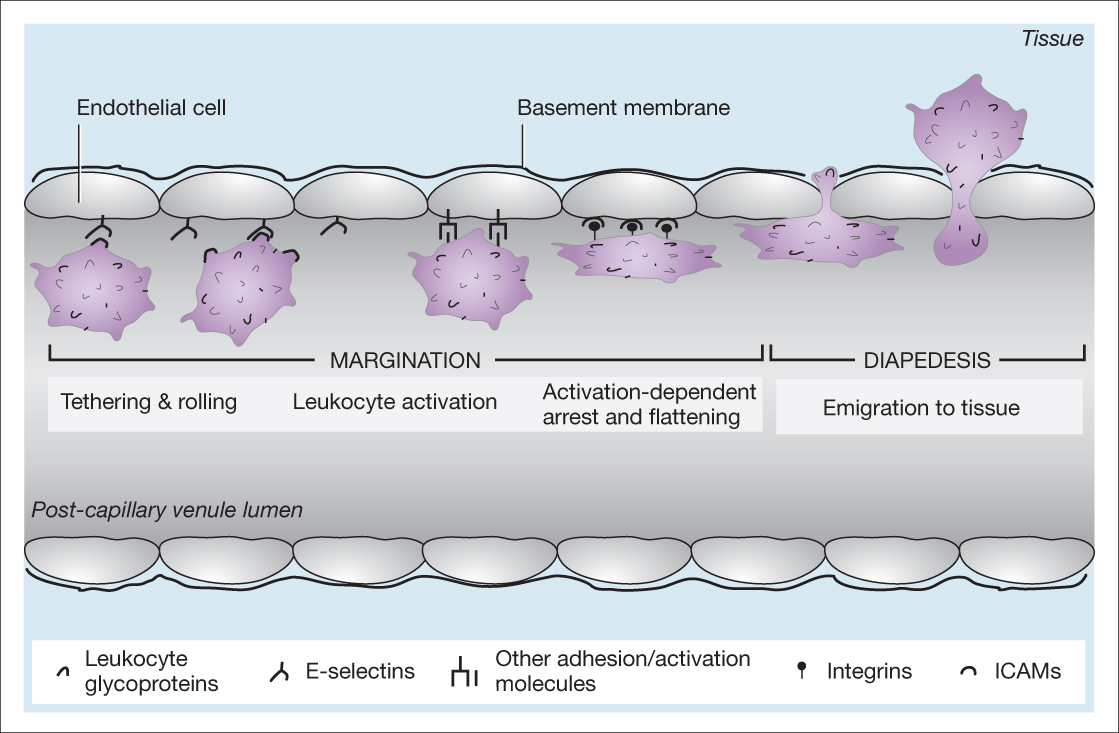 Tissue
Endothelial cell
Basement membrane
MARGINATION
DIAPEDESIS
Tethering & rolling
Leukocyte activation
Activation-dependent
arrest and flattening
Emigration to tissue
Post-capillary venule lumen
Leukocyte
glycoproteins
E-selectins
Other adhesion/activation
molecules
Integrins
ICAMs